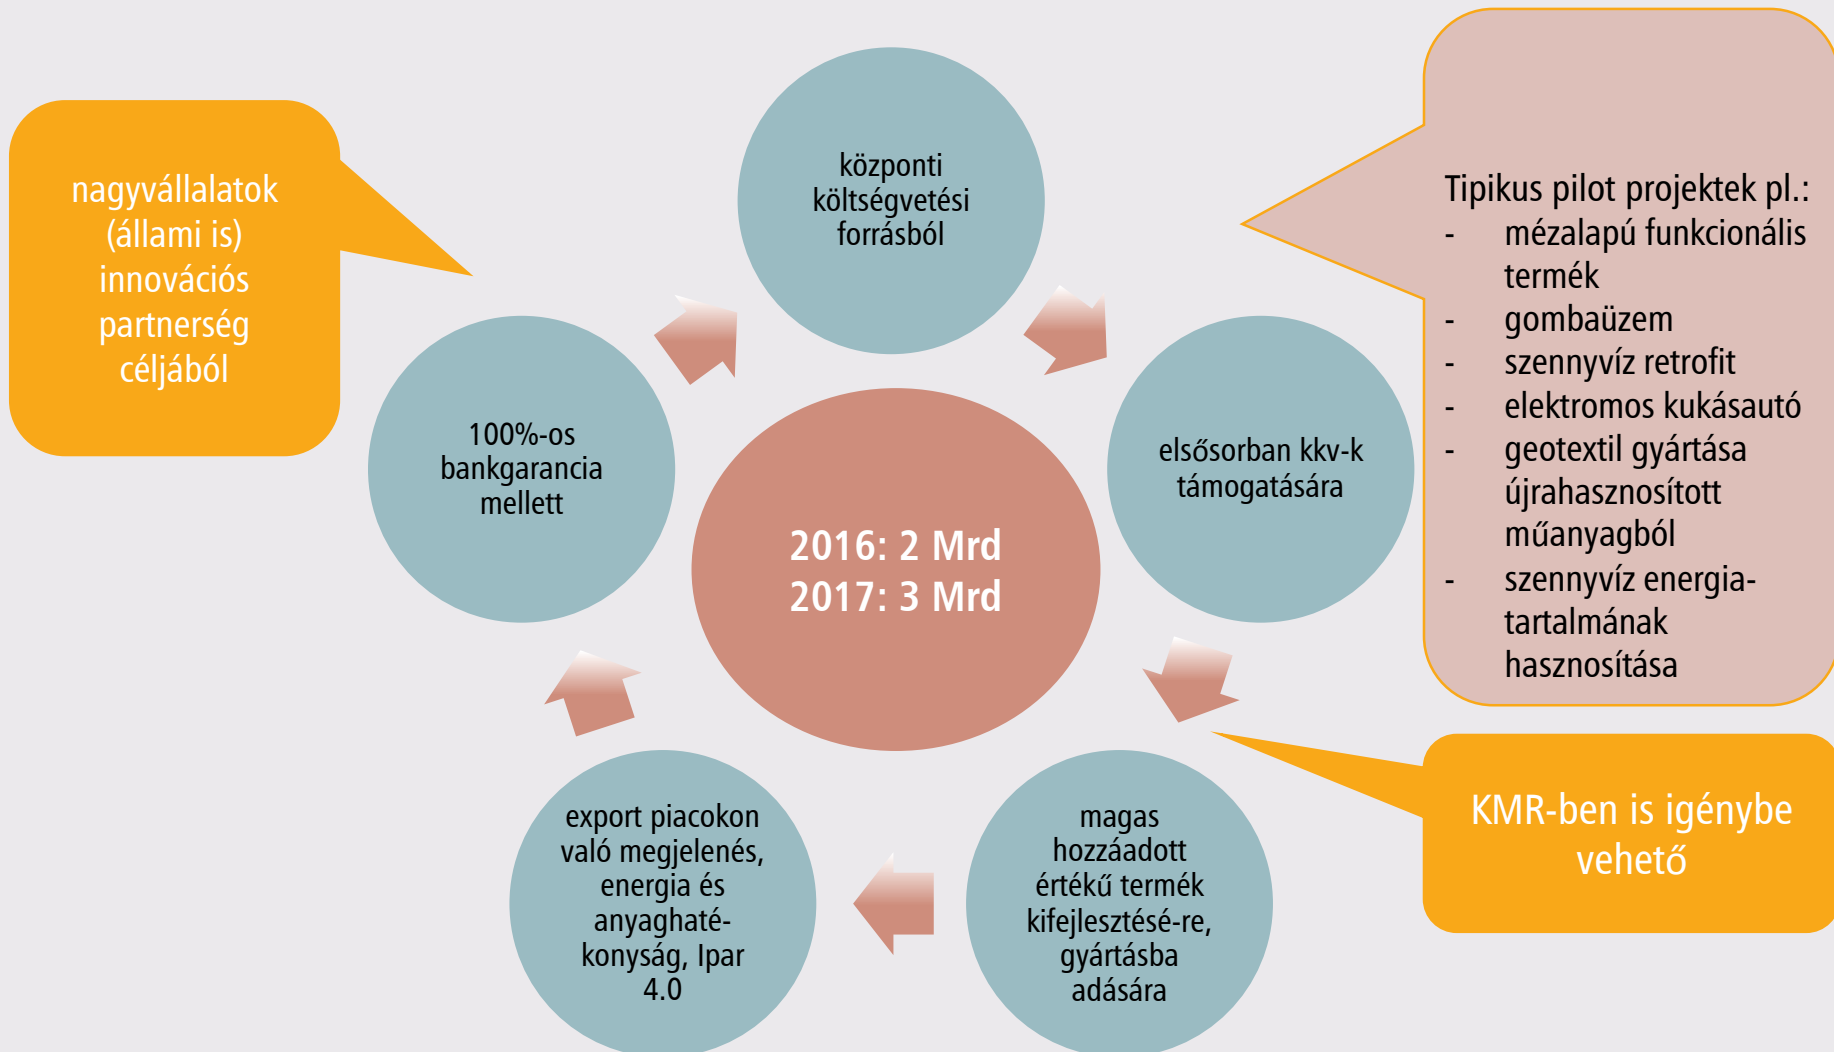 nagyvállalatok
(állami is)
innovációs
partnerség
céljából
központi
költségvetési
forrásból
Tipikus pilot projektek pl.:
- mézalapú funkcionális
termék
- gombaüzem
- szennyvíz retrofit
- elektromos kukásautó
- geotextil gyártása
újrahasznosított
műanyagból
- szennyvíz energia-
tartalmának
hasznosítása
100%-os
bankgarancia
mellett
elsősorban kkv-k
támogatására
2016: 2 Mrd
2017: 3 Mrd
export piacokon
való megjelenés,
energia és
anyaghaté-
konyság, Ipar
4.0
magas
hozzáadott
értékű termék
kifejlesztésé-re,
gyártásba
adására
KMR-ben is igénybe
vehető